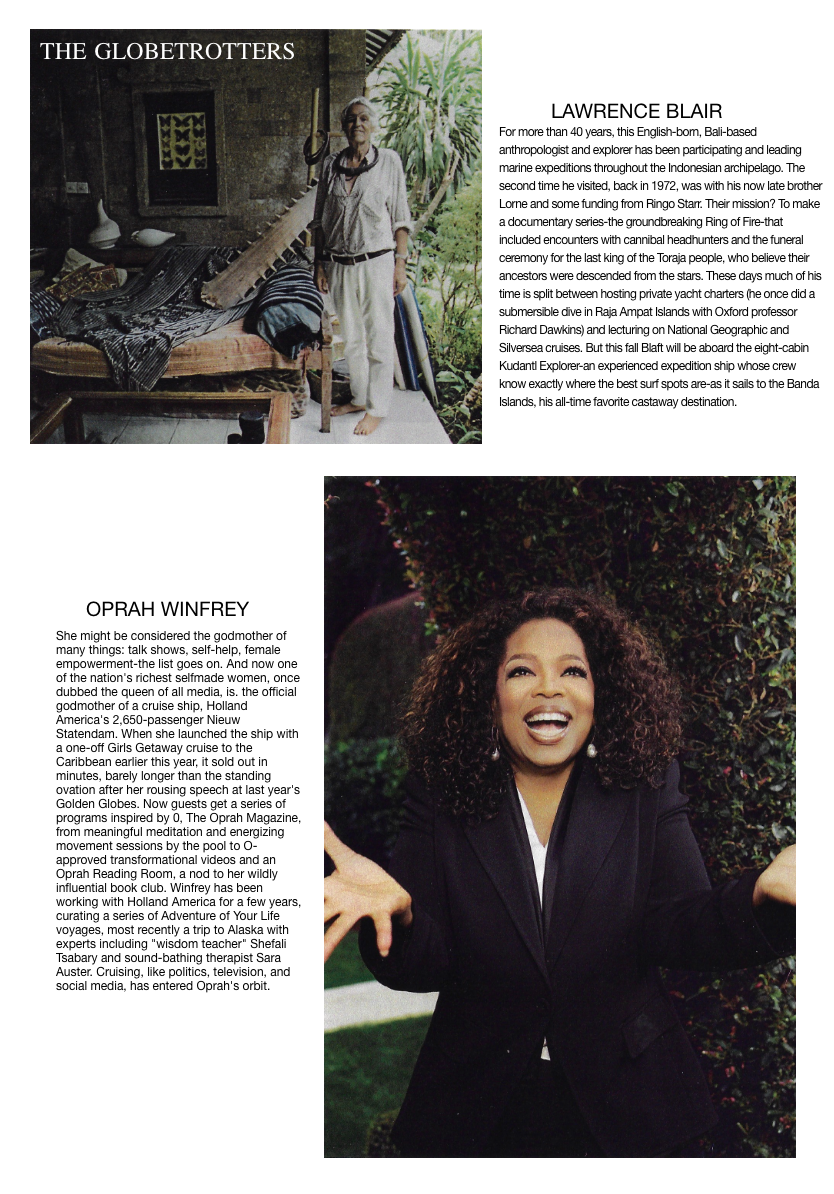 THE GLOBETROTTERS
LAWRENCE BLAIR
For more than 40 years, this English-born, Bali-based
anthropologist and explorer has been participating and leading
marine expeditions throughout the Indonesian archipelago. The
second time he visited, back in 1972, was with his now late brother
Lorne and some funding from Ringo Starr. Their mission? To make
a documentary series-the groundbreaking Ring of Fire-that
included encounters with cannibal headhunters and the funeral
ceremony for the last king of the Toraja people, who believe their
ancestors were descended from the stars. These days much of his
time is split between hosting private yacht charters (he once did a
submersible dive in Raja Ampat Islands with Oxford professor
Richard Dawkins) and lecturing on National Geographic and
Silversea cruises. But this fall Blaft will be aboard the eight-cabin
Kudantl Explorer-an experienced expedition ship whose crew
know exactly where the best surf spots are-as it sails to the Banda
Islands, his all-time favorite castaway destination.
OPRAH WINFREY
She might be considered the godmother of
many things: talk shows, self-help, female
empowerment-the list goes on. And now one
of the nation's richest selfmade women, once
dubbed the queen of all media, is. the official
godmother of a cruise ship, Holland
America's 2,650-passenger Nieuw
Statendam. When she launched the ship with
a one-off Girls Getaway cruise to the
Caribbean earlier this year, it sold out in
minutes, barely longer than the standing
ovation after her rousing speech at last year's
Golden Globes. Now guests get a series of
programs inspired by 0, The Oprah Magazine,
from meaningful meditation and energizing
movement sessions by the pool to O-
approved transformational videos and an
Oprah Reading Room, a nod to her wildly
influential book club. Winfrey has been
working with Holland America for a few years,
curating a series of Adventure of Your Life
voyages, most recently a trip to Alaska with
experts including "wisdom teacher" Shefali
Tsabary and sound-bathing therapist Sara
Auster. Cruising, like politics, television, and
social media, has entered Oprah's orbit.